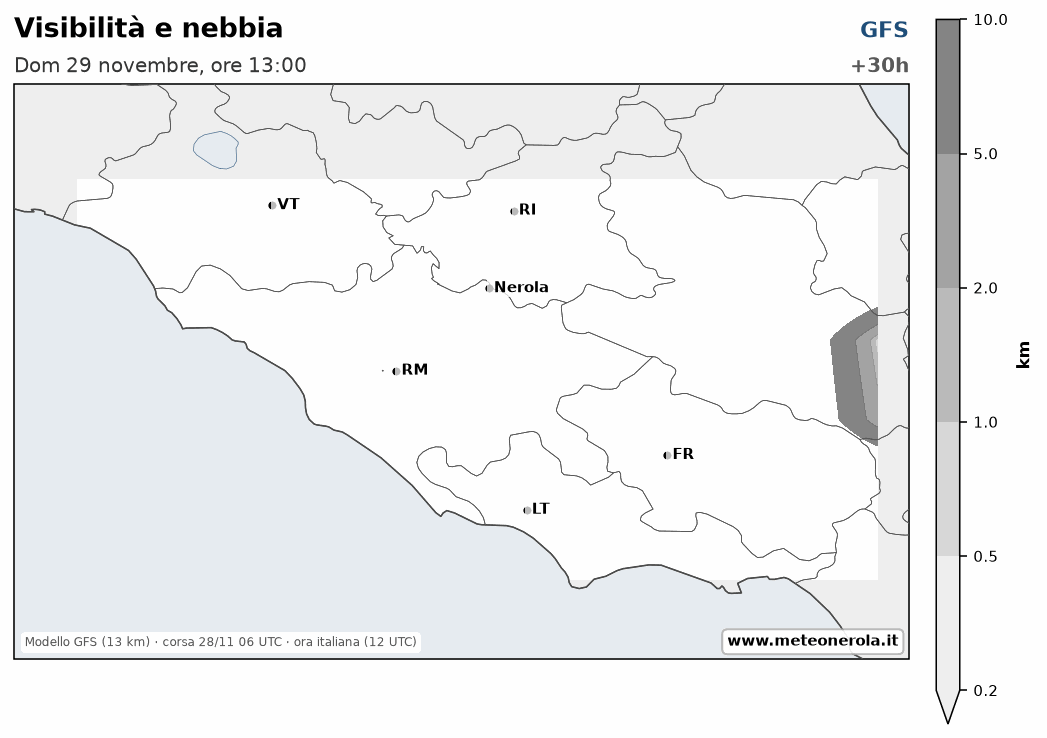 Visibilità e nebbia
GFS
Dom 29 novembre, ore 13:00
+30h
10.0
5.0
2.0
1.0
0.5
0.2
km
VT
RI
Nerola
RM
FR
LT
Modello GFS (13 km) · corsa 28/11 06 UTC · ora italiana (12 UTC)
www.meteonerola.it